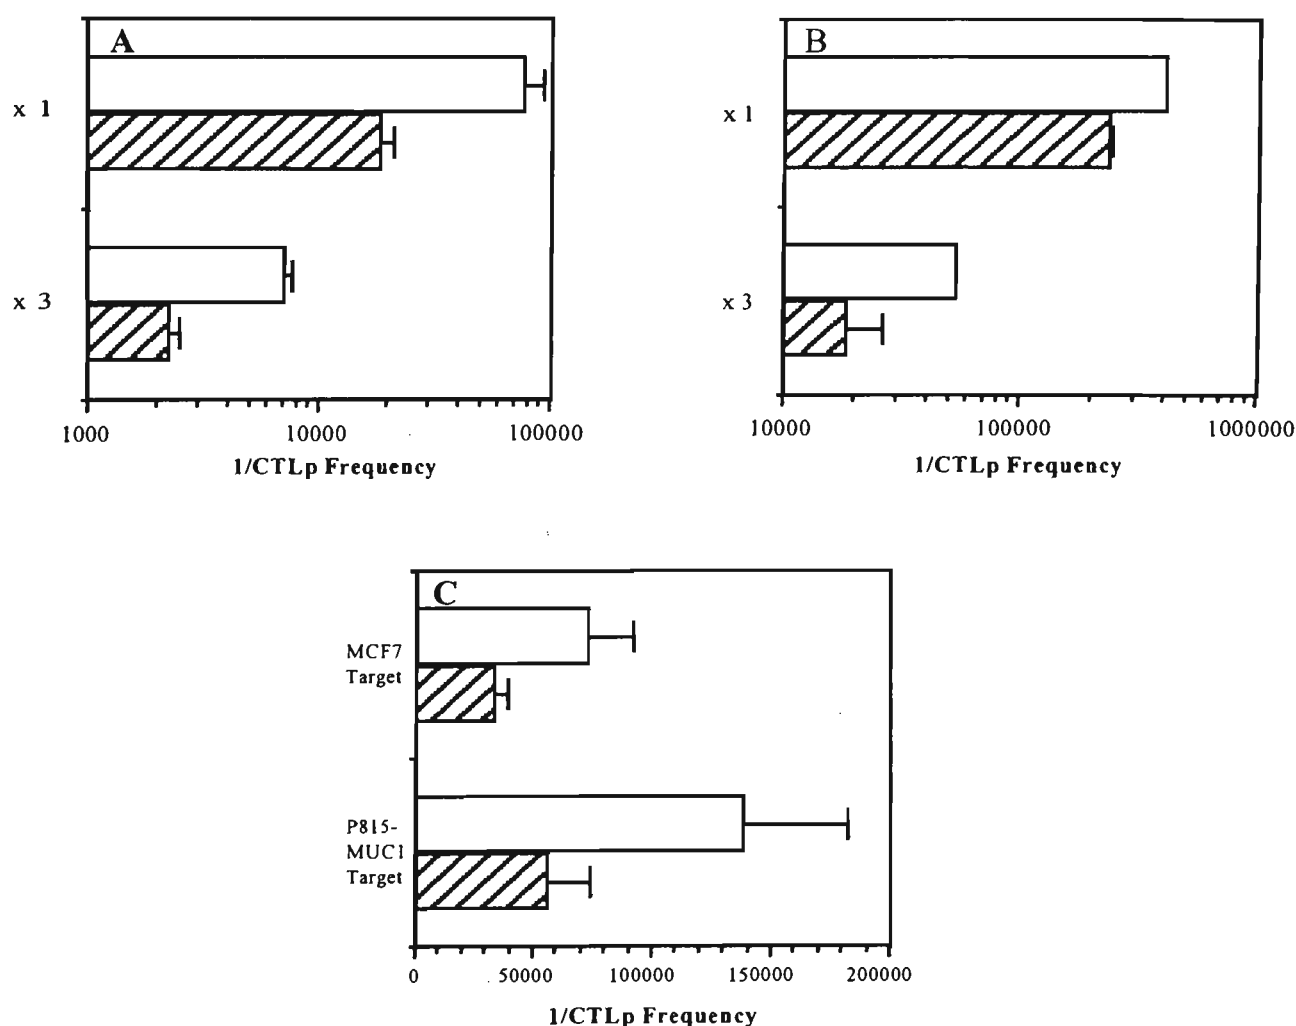 A
x 1
x 3
1000 10000 100000
1/CTLp Frequency
B
x 1
x 3
10000 100000 1000000
1/CTLp Frequency
C
MCF7
Target
P815-
MUC1
Target
0 50000 100000 150000 200000
1/CTLp Frequency